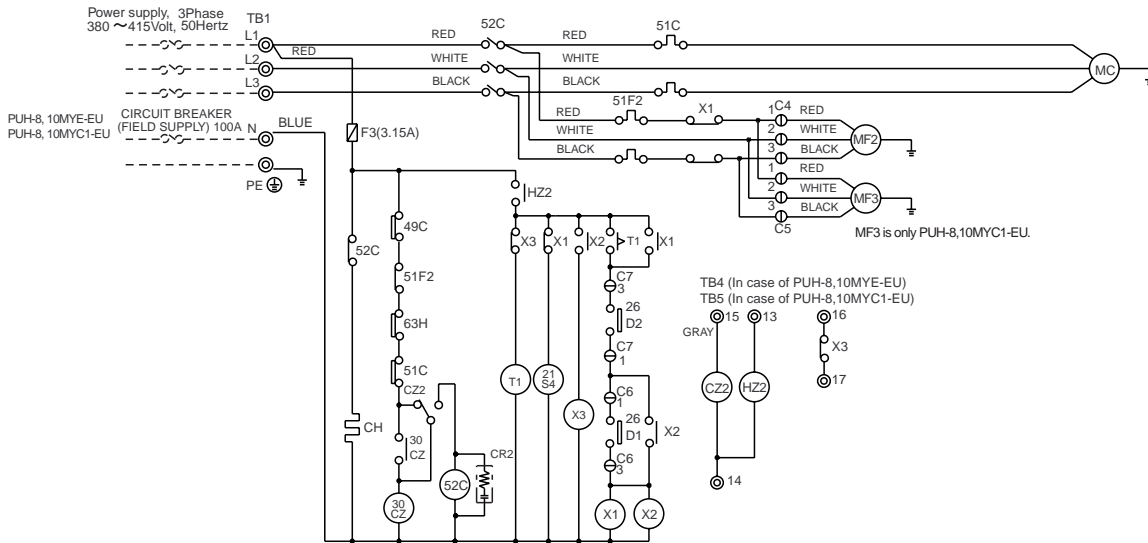 Power supply, 3Phase
380 ～415Volt, 50Hertz
TB1
52C
51C
L1
RED
RED
RED
L2
WHITE
MC
L3
BLACK
51F2
X1
C4
PUH-8, 10MYE-EU
PUH-8, 10MYC1-EU
CIRCUIT BREAKER
(FIELD SUPPLY) 100A
N
BLUE
F3(3.15A)
RED
WHITE
BLACK
1
RED
2
WHITE
3
BLACK
MF2
1
RED
2
WHITE
3
BLACK
MF3
C5
MF3 is only PUH-8,10MYC1-EU.
PE
HZ2
49C
52C
X3
X1
X2
T1
X1
51F2
C7
3
63H
26
D2
C7
1
51C
CZ2
T1
21
S4
C6
1
CH
30
CZ
X3
26
D1
X2
CR2
C6
3
30
CZ
52C
X1
X2
TB4 (In case of PUH-8,10MYE-EU)
TB5 (In case of PUH-8,10MYC1-EU)
15
13
16
GRAY
X3
CZ2
HZ2
17
14